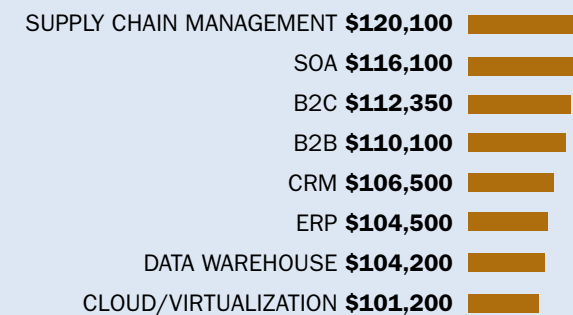 SUPPLY CHAIN MANAGEMENT $120,100
SOA $116,100
B2C $112,350
B2B $110,100
CRM $106,500
ERP $104,500
DATA WAREHOUSE $104,200
CLOUD/VIRTUALIZATION $101,200